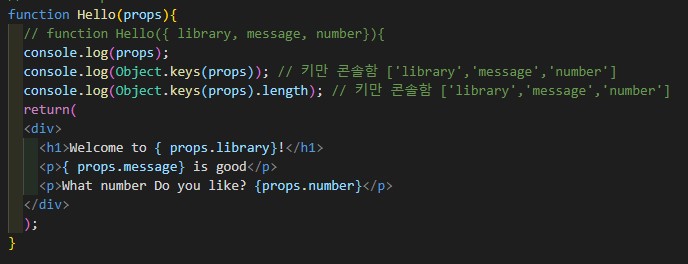 function Hello(props){
// function Hello({ library, message, number}){
console.log(props);
console.log(Object.keys(props)); // 키만 콘솔함 ['library','message','number']
console.log(Object.keys(props).length); // 키만 콘솔함 ['library','message','number']
return(
<div>
<h1>Welcome to { props.library}!</h1>
<p>{ props.message} is good</p>
<p>What number Do you like? {props.number}</p>
</div>
);
}